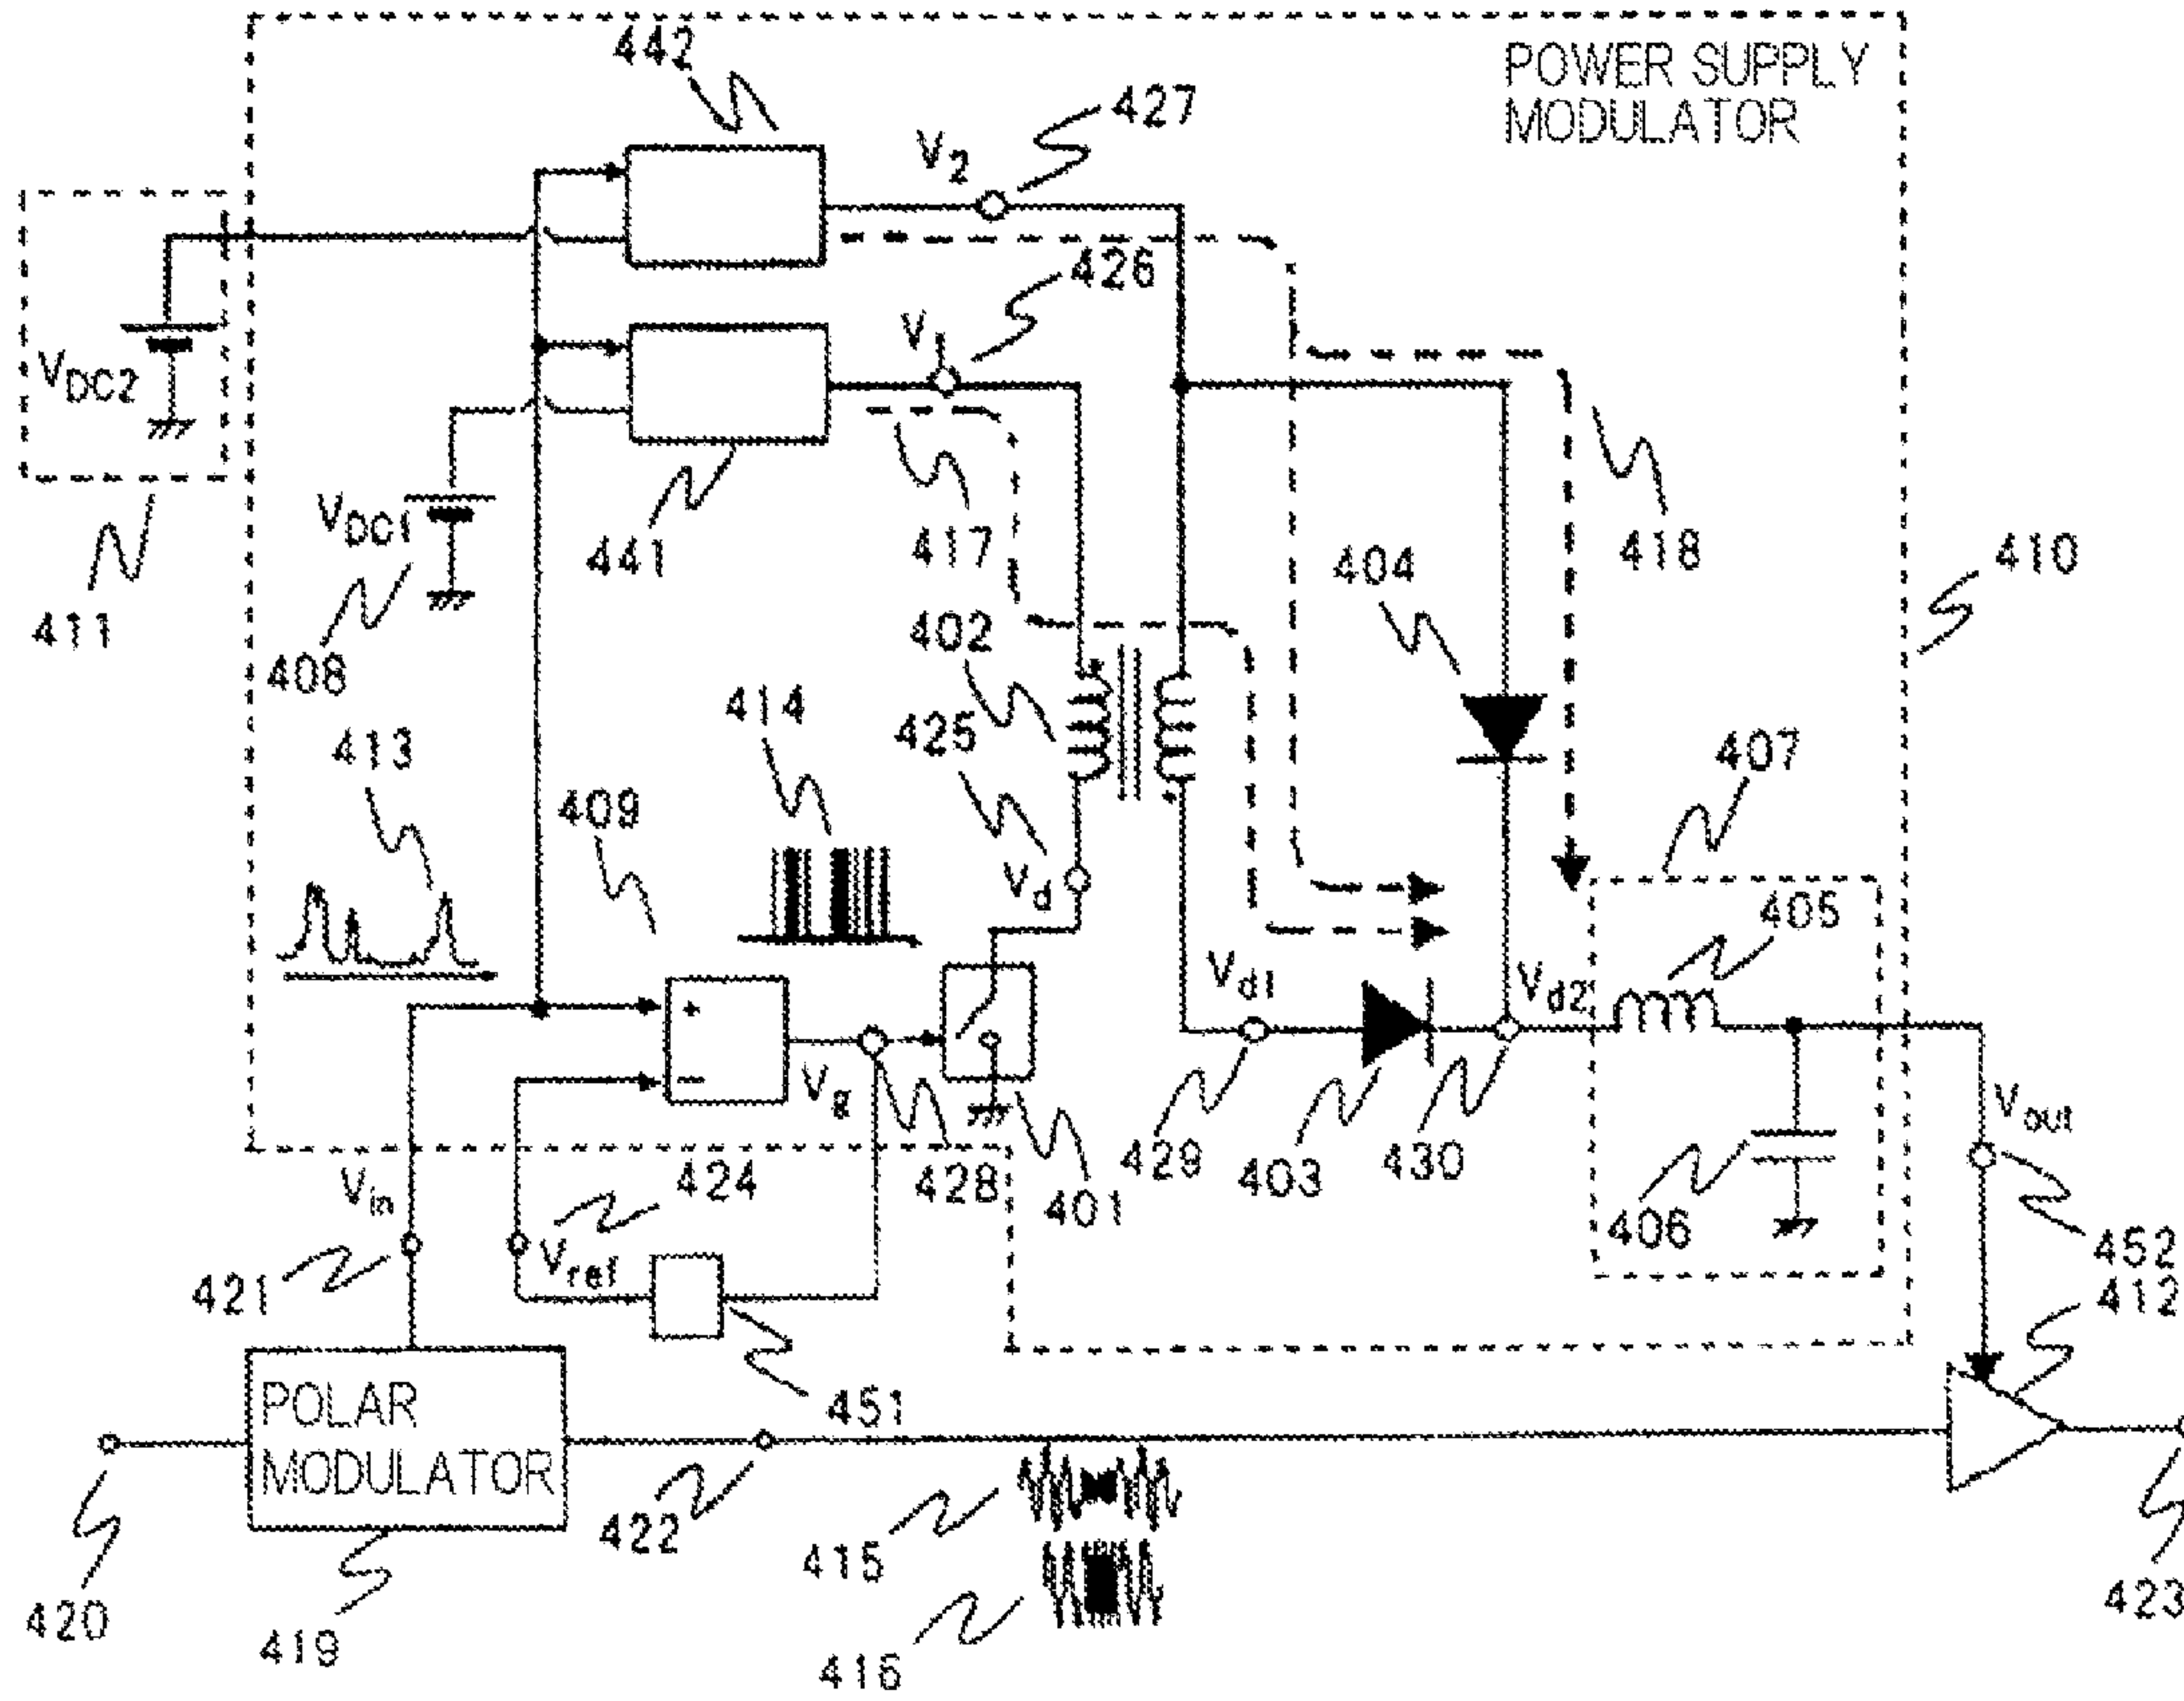 442
POWER SUPPLY
MODULATOR
427
V2
426
V1
VDC2
VDC1
417
418
441
404
410
411
408
402
414
425
407
413
409
405
Vd
Vd1
Vd2
+
−
Vg
Vout
429
403
430
424
428
401
406
Vin
Vref
452
421
412
451
POLAR
MODULATOR
422
415
420
419
416
423